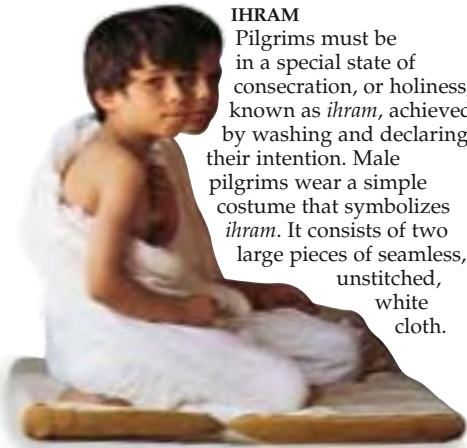 IHRAM
Pilgrims must be
in a special state of
consecration, or holiness,
known as ihram, achieved
by washing and declaring
their intention. Male
pilgrims wear a simple
costume that symbolizes
ihram. It consists of two
large pieces of seamless,
unstitched,
white
cloth.